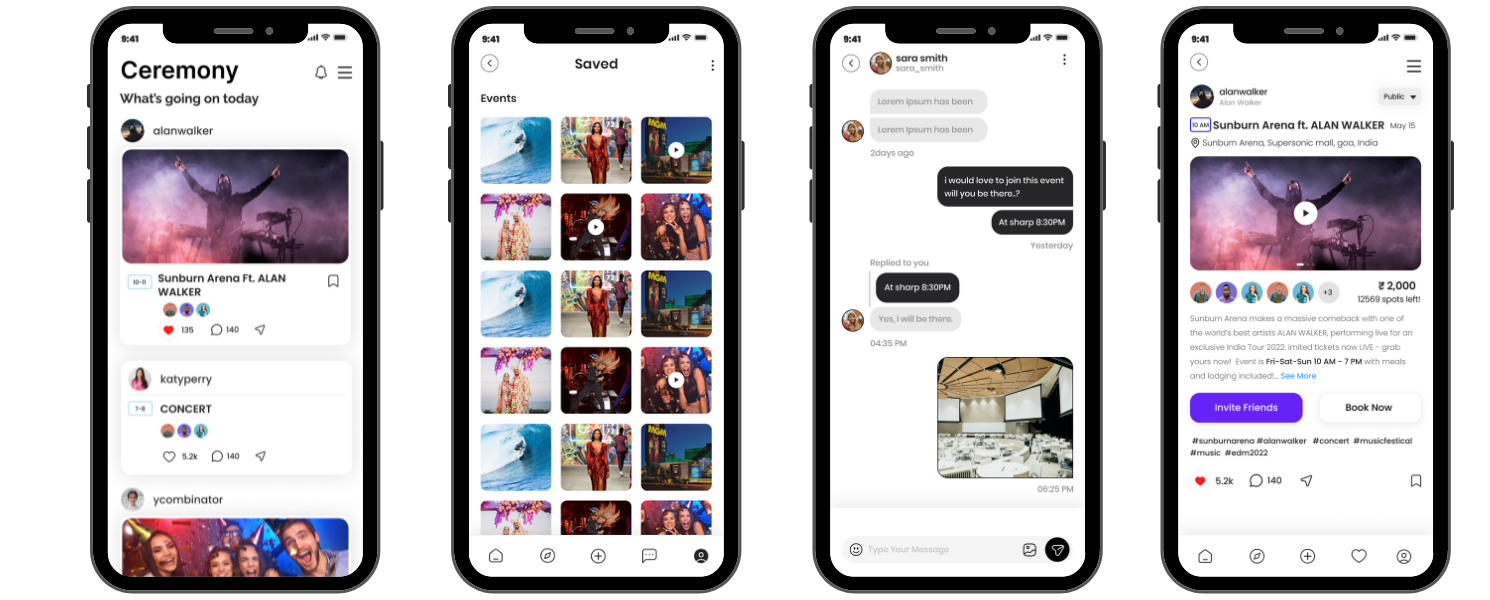 9:41
Ceremony
What's going on today
alanwalker
10-11
Sunburn Arena Ft. ALAN
WALKER
135
140
katyperry
7-8
CONCERT
5.2k
140
ycombinator
9:41
Saved
Events
MGM
MGM
MGM
9:41
sara smith
sara_smith
Lorem Ipsum has been
Lorem Ipsum has been
2days ago
i would love to join this event
will you be there..?
At sharp 8:30PM
Yesterday
Replied to you
At sharp 8:30PM
Yes, I will be there.
04:35 PM
06:25 PM
Type Your Message
9:41
alanwalker
Alan Walker
Public
10 AM
Sunburn Arena ft. ALAN WALKER
May 15
Sunburn Arena, Supersonic mall, goa, India
+3
₹ 2,000
12569 spots left!
Sunburn Arena makes a massive comeback with one of
the world's best artists ALAN WALKER, performing live for an
exclusive India Tour 2022. imited tickets now LIVE - grab
yours now! Event is Fri-Sat-Sun 10 AM - 7 PM with meals
and lodging included!... See More
Invite Friends
Book Now
#sunburnarena #alanwalker #concert #musicfestical
#music #edm2022
5.2k
140